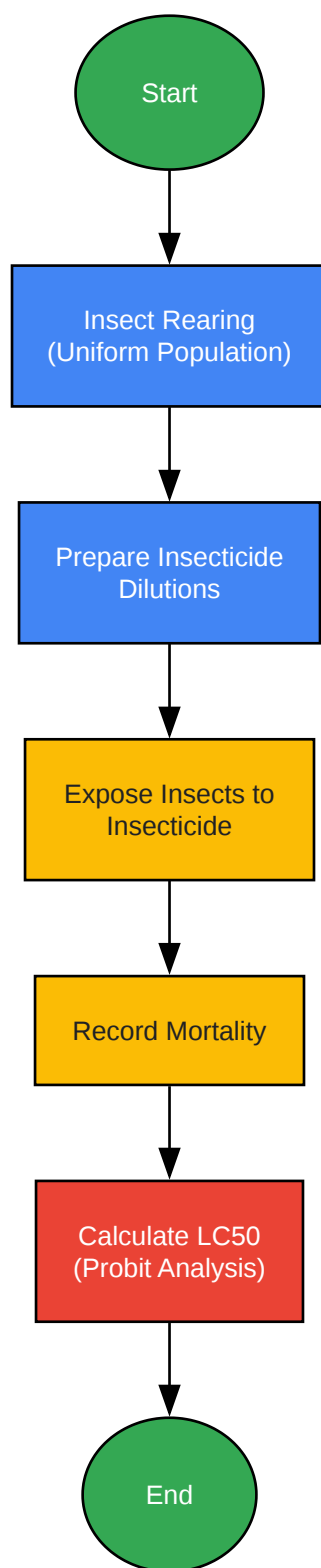 Start
Insect Rearing
(Uniform Population)
Prepare Insecticide
Dilutions
Expose Insects to
Insecticide
Record Mortality
Calculate LC50
(Probit Analysis)
End